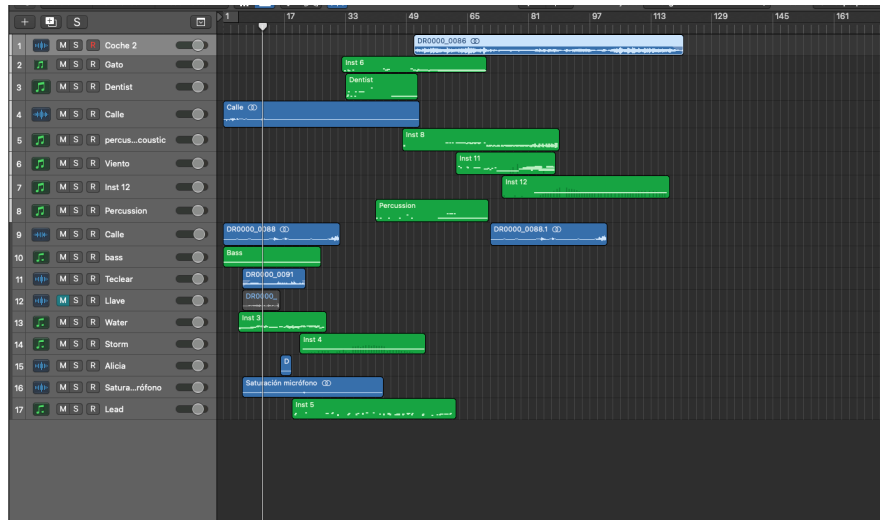 + S
1 17 33 49 65 81 97 113 129 145 161
1 M S R Coche 2
DR0000_0086
2 M S R Gato
Inst 6
3 M S R Dentist
Dentist
4 M S R Calle
Calle
5 M S R percus...coustic
Inst 8
6 M S R Viento
Inst 11
7 M S R Inst 12
Inst 12
8 M S R Percussion
Percussion
9 M S R Calle
DR0000_0088 DR0000_0088.1
10 M S R bass
Bass
11 M S R Teclear
DR0000_0091
12 M S R Llave
DR0000_
13 M S R Water
Inst 3
14 M S R Storm
Inst 4
15 M S R Alicia
D
16 M S R Satura...rófono
Saturación micrófono
17 M S R Lead
Inst 5